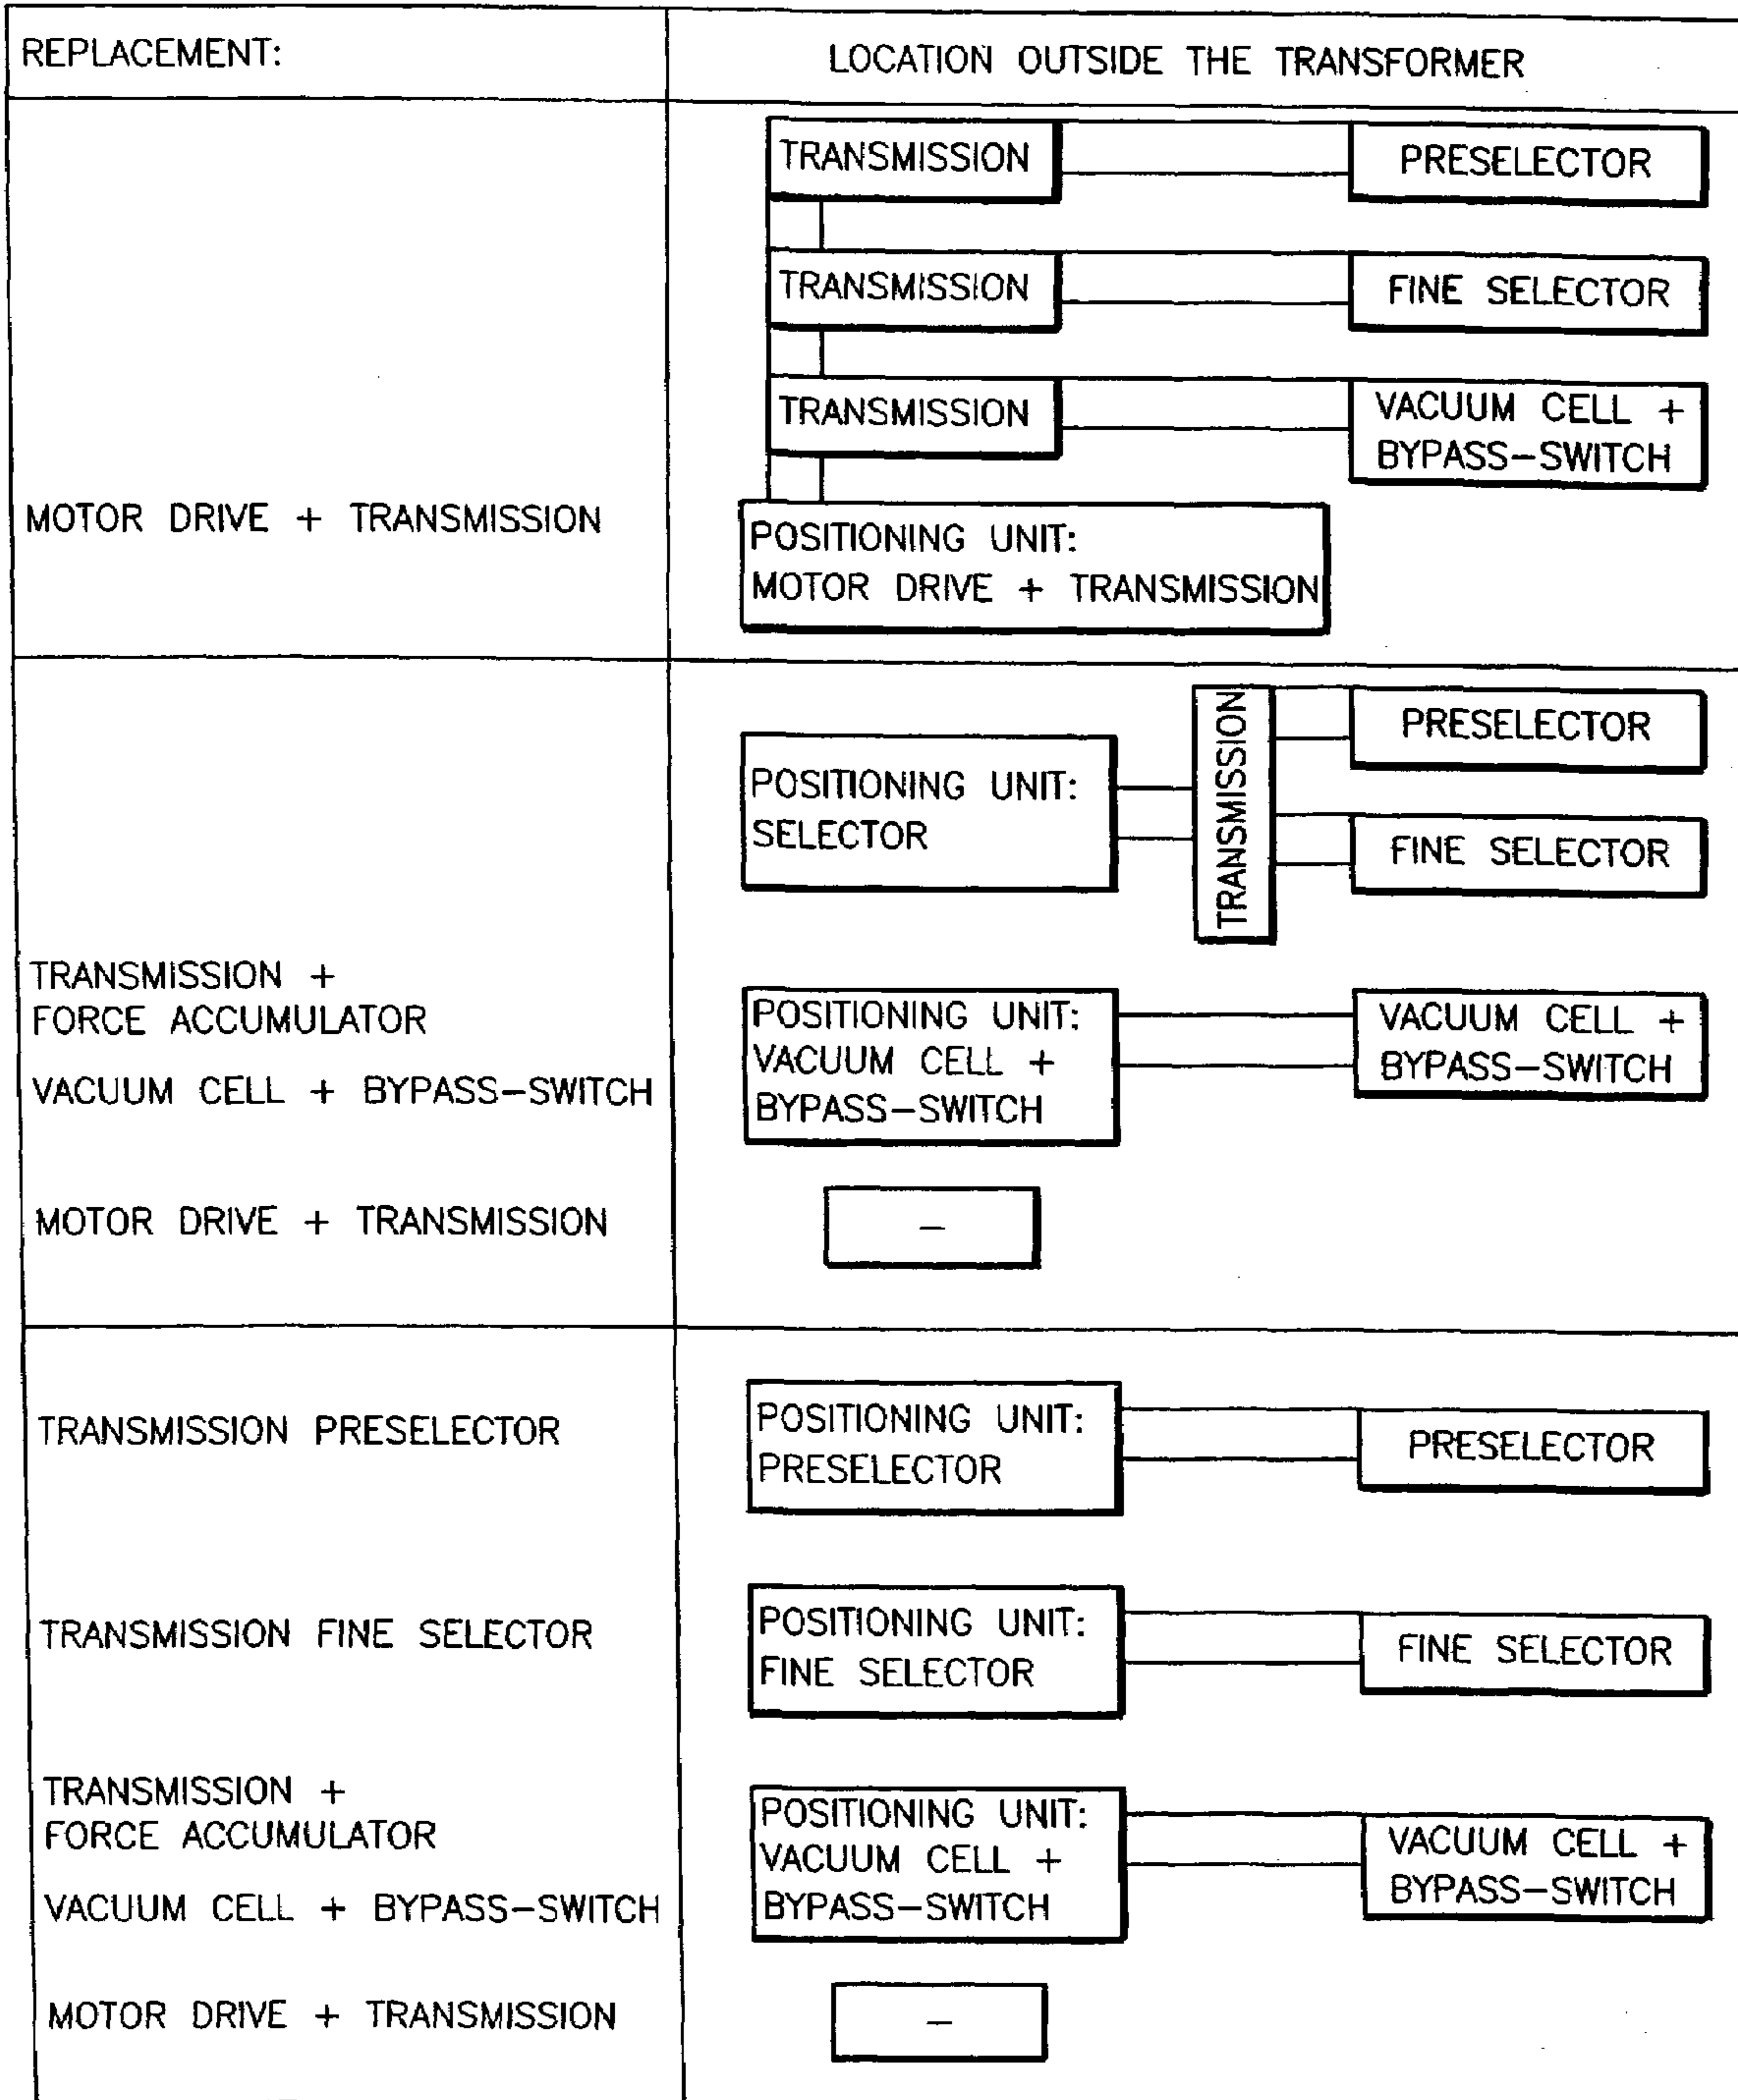 REPLACEMENT:
LOCATION OUTSIDE THE TRANSFORMER
TRANSMISSION
PRESELECTOR
TRANSMISSION
FINE SELECTOR
TRANSMISSION
VACUUM CELL +
BYPASS-SWITCH
MOTOR DRIVE + TRANSMISSION
POSITIONING UNIT:
MOTOR DRIVE + TRANSMISSION
POSITIONING UNIT:
SELECTOR
TRANSMISSION
PRESELECTOR
FINE SELECTOR
TRANSMISSION +
FORCE ACCUMULATOR
VACUUM CELL + BYPASS-SWITCH
POSITIONING UNIT:
VACUUM CELL +
BYPASS-SWITCH
VACUUM CELL +
BYPASS-SWITCH
MOTOR DRIVE + TRANSMISSION
-
TRANSMISSION PRESELECTOR
POSITIONING UNIT:
PRESELECTOR
PRESELECTOR
TRANSMISSION FINE SELECTOR
POSITIONING UNIT:
FINE SELECTOR
FINE SELECTOR
TRANSMISSION +
FORCE ACCUMULATOR
VACUUM CELL + BYPASS-SWITCH
POSITIONING UNIT:
VACUUM CELL +
BYPASS-SWITCH
VACUUM CELL +
BYPASS-SWITCH
MOTOR DRIVE + TRANSMISSION
-